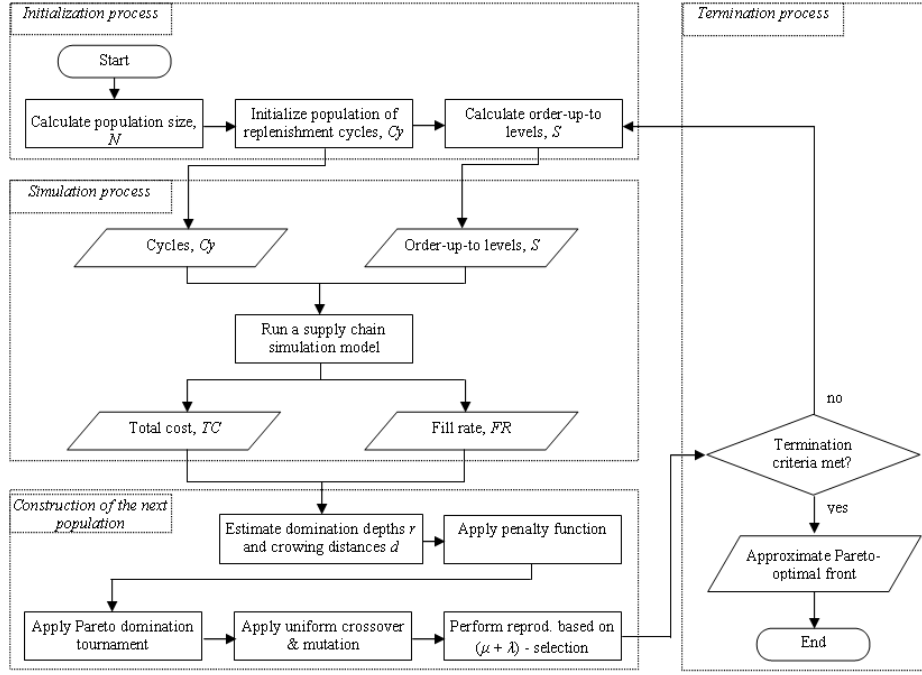 Initialization process
Start
Calculate population size,
N
Initialize population of
replenishment cycles, Cy
Calculate order-up-to
levels, S
Simulation process
Cycles, Cy
Order-up-to levels, S
Run a supply chain
simulation model
Total cost, TC
Fill rate, FR
Construction of the next
population
Estimate domination depths r
and crowing distances d
Apply penalty function
Apply Pareto domination
tournament
Apply uniform crossover
& mutation
Perform reprod. based on
(μ + λ) - selection
Termination process
no
Termination
criteria met?
yes
Approximate Pareto-
optimal front
End